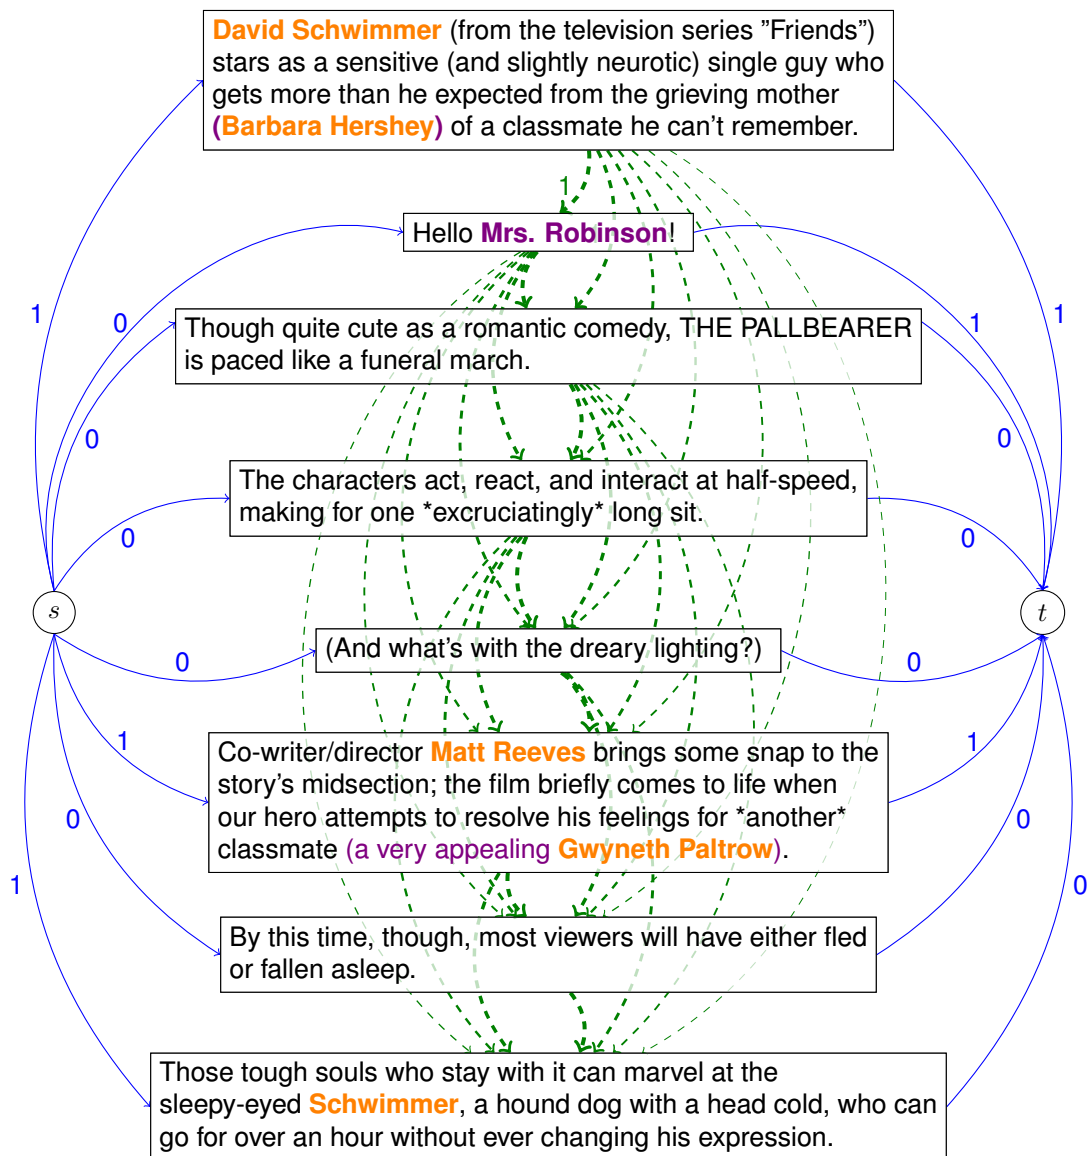 David Schwimmer (from the television series ”Friends”)
stars as a sensitive (and slightly neurotic) single guy who
gets more than he expected from the grieving mother
(Barbara Hershey) of a classmate he can't remember.
1
Hello Mrs. Robinson!
1
0
1
1
Though quite cute as a romantic comedy, THE PALLBEARER
is paced like a funeral march.
0
0
The characters act, react, and interact at half-speed,
making for one *excruciatingly* long sit.
0
0
s
t
(And what's with the dreary lighting?)
0
0
Co-writer/director Matt Reeves brings some snap to the
story's midsection; the film briefly comes to life when
our hero attempts to resolve his feelings for *another*
classmate (a very appealing Gwyneth Paltrow).
1
1
0
0
1
0
By this time, though, most viewers will have either fled
or fallen asleep.
Those tough souls who stay with it can marvel at the
sleepy-eyed Schwimmer, a hound dog with a head cold, who can
go for over an hour without ever changing his expression.